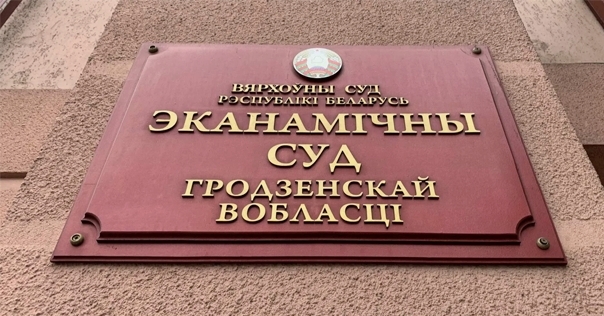 ВЯРХОЎНЫ СУД
РЭСПУБЛІКІ БЕЛАРУСЬ
ЭКАНАМІЧНЫ
СУД
ГРОДЗЕНСКАЙ
ВОБЛАСЦІ